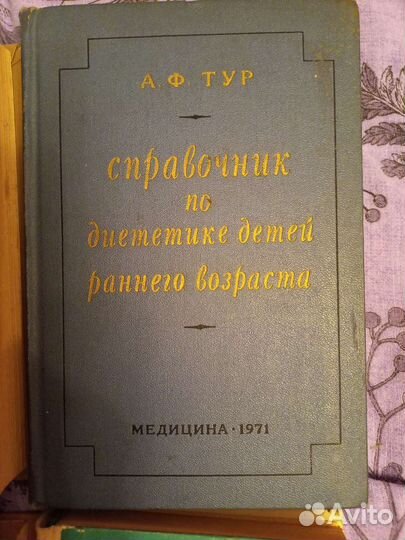 А. Ф. ТУР
справочник
по
диететике детей
раннего возраста
МЕДИЦИНА · 1971
Avito